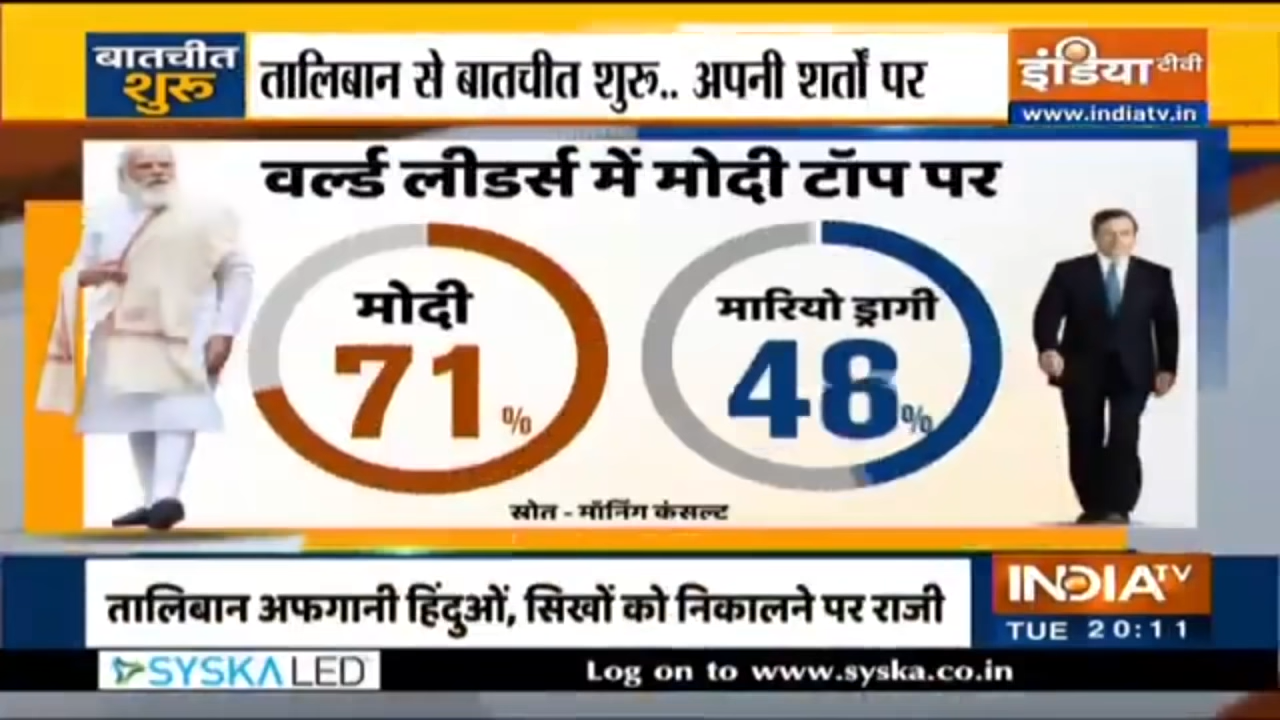 बातचीत
शुरू
तालिबान से बातचीत शुरू.. अपनी शर्तों पर
इंडिया टीवी
www.indiatv.in
वर्ल्ड लीडर्स में मोदी टॉप पर
मोदी
71%
मारियो ड्रागी
48%
स्रोत - मॉर्निंग कंसल्ट
तालिबान अफगानी हिंदुओं, सिखों को निकालने पर राजी
INDIA TV
TUE 20:11
SYSKA LED
Log on to www.syska.co.in